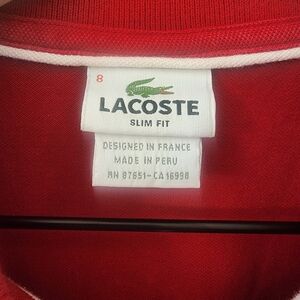 8
LACOSTE
SLIM FIT
DESIGNED IN FRANCE
MADE IN PERU
RN 87651-CA 16998